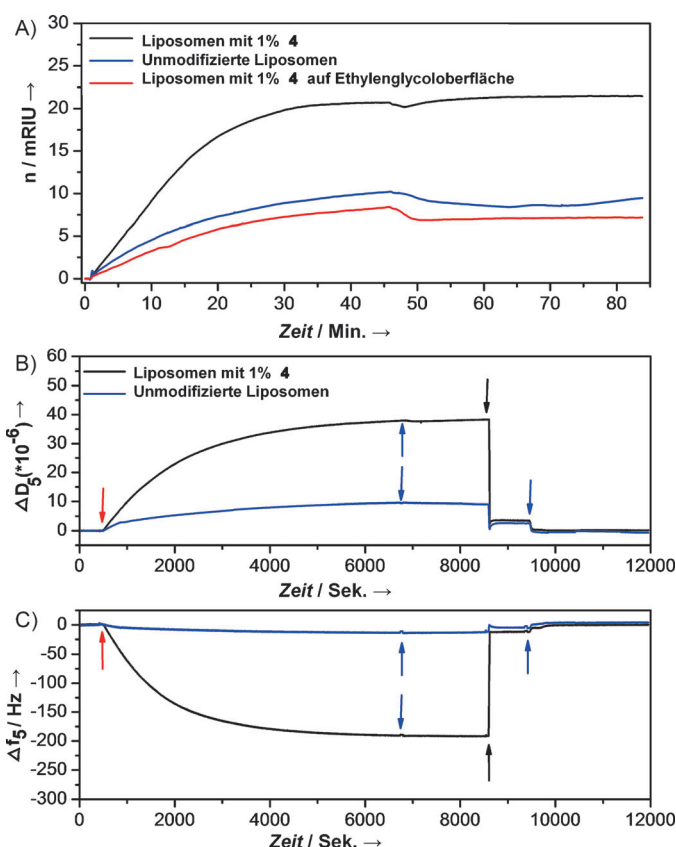 A)
30
25
20
15
10
5
0
n / mRIU →
Liposomen mit 1% 4
Unmodifizierte Liposomen
Liposomen mit 1% 4 auf Ethylenglycoloberfläche
0 10 20 30 40 50 60 70 80
Zeit / Min. →
B)
60
50
40
30
20
10
0
ΔD5(*10-6) →
Liposomen mit 1% 4
Unmodifizierte Liposomen
0 2000 4000 6000 8000 10000 12000
Zeit / Sek. →
C)
0
-25
-50
-100
-150
-200
-250
-300
Δf5 / Hz →
0 2000 4000 6000 8000 10000 12000
Zeit / Sek. →